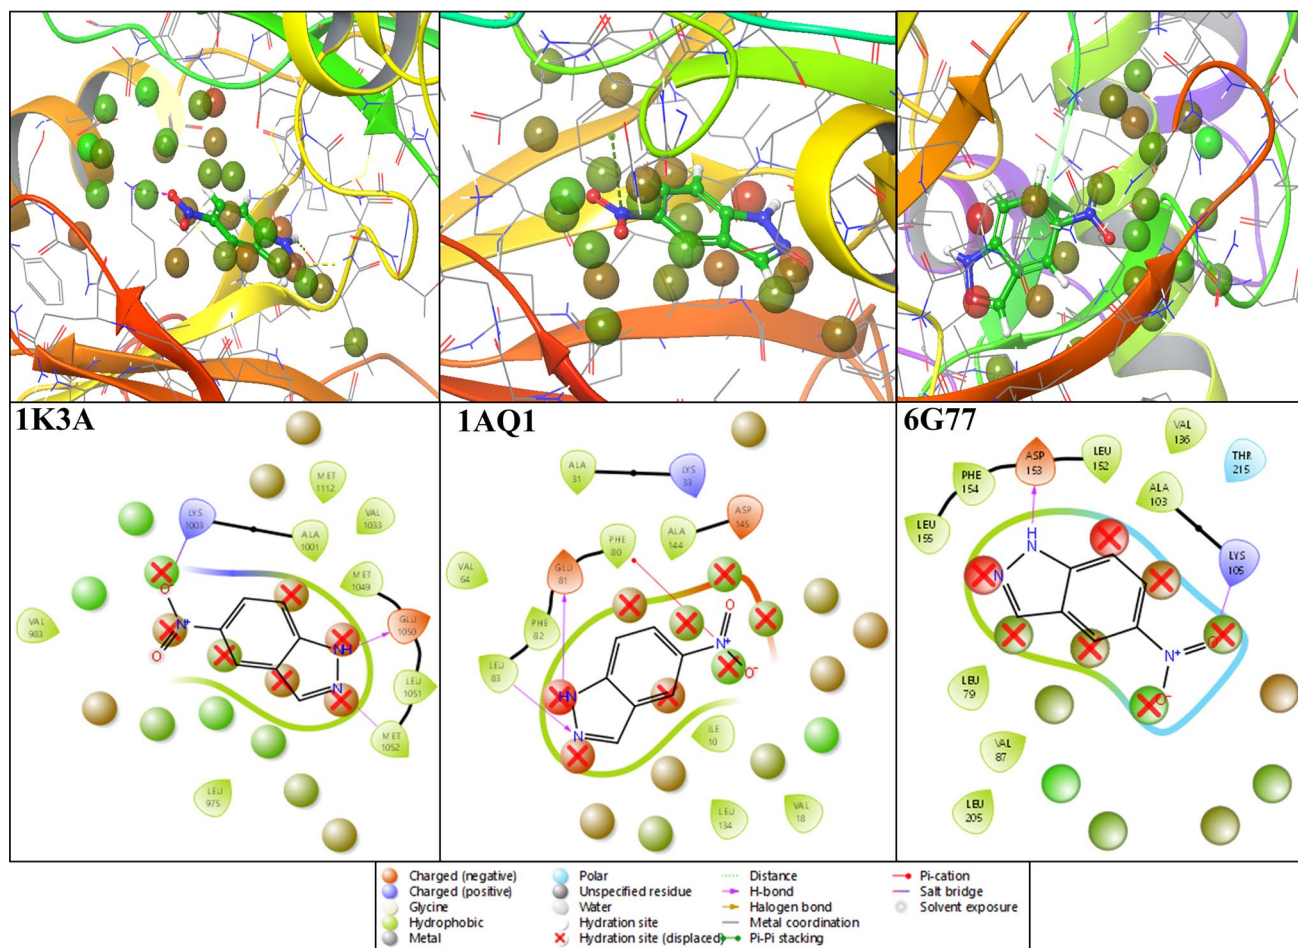 1K3A
MET
1112
LYS
1003
VAL
1033
ALA
1001
MET
1049
GLU
1050
VAL
983
LEU
1051
MET
1052
LEU
975
O-
N+
O
NH
N
1AQ1
ALA
31
LYS
33
ASP
145
PHE
80
ALA
144
VAL
64
GLU
81
PHE
82
LEU
83
ILE
10
LEU
134
VAL
18
O
N+
O-
HN
N
6G77
VAL
136
ASP
153
LEU
152
THR
215
PHE
154
ALA
103
LEU
155
LYS
105
LEU
79
VAL
87
LEU
205
H
N
N
N+
O
O-
Charged (negative)
Charged (positive)
Glycine
Hydrophobic
Metal
Polar
Unspecified residue
Water
Hydration site
Hydration site (displaced)
Distance
H-bond
Halogen bond
Metal coordination
Pi-Pi stacking
Pi-cation
Salt bridge
Solvent exposure